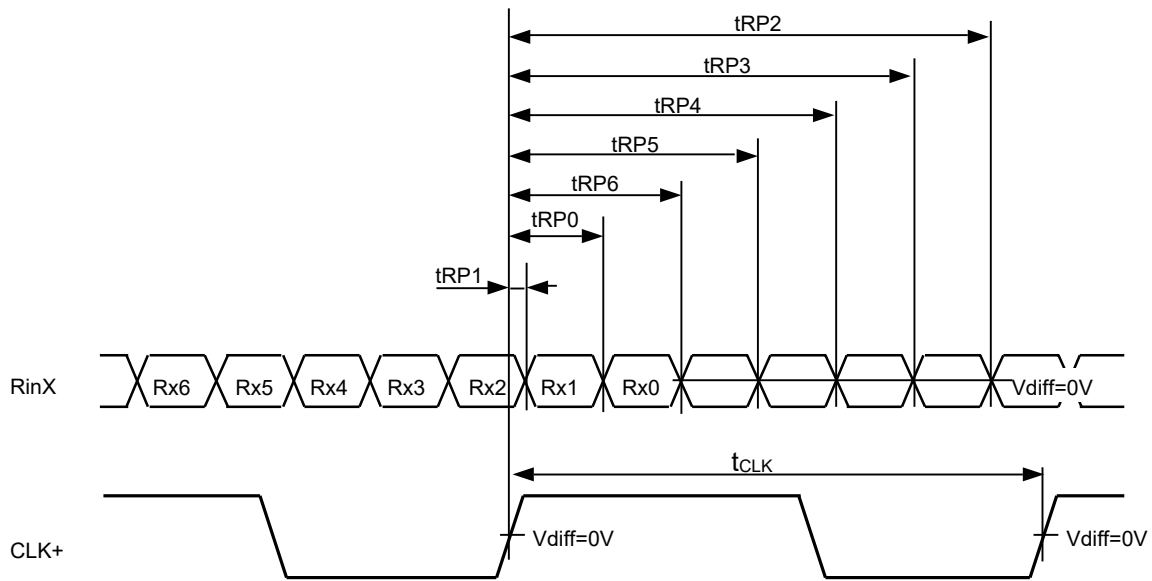 tRP2
tRP3
tRP4
tRP5
tRP6
tRP0
tRP1
RinX Rx6 Rx5 Rx4 Rx3 Rx2 Rx1 Rx0 Vdiff=0V
tCLK
CLK+ Vdiff=0V Vdiff=0V